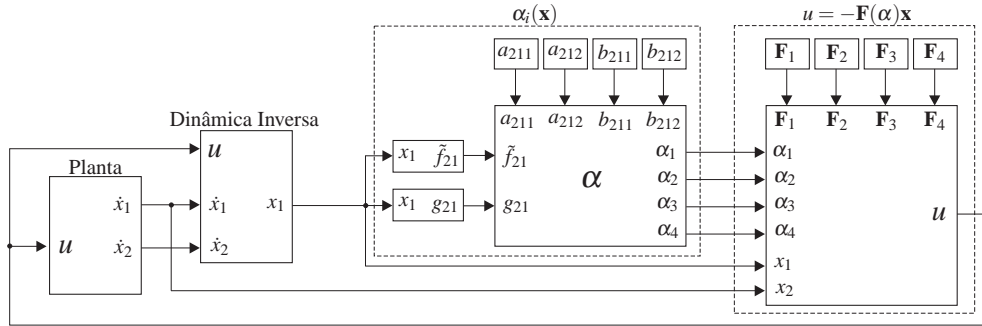 αᵢ(x)
u = −F(α)x
a₂₁₁ a₂₁₂ b₂₁₁ b₂₁₂
F₁ F₂ F₃ F₄
Dinâmica Inversa
u
ẋ₁ x₁
ẋ₂
Planta
u
ẋ₁
ẋ₂
x₁ f̃₂₁
x₁ g₂₁
a₂₁₁ a₂₁₂ b₂₁₁ b₂₁₂
f̃₂₁
g₂₁
α
α₁
α₂
α₃
α₄
F₁ F₂ F₃ F₄
α₁
α₂
α₃
α₄
x₁
x₂
u